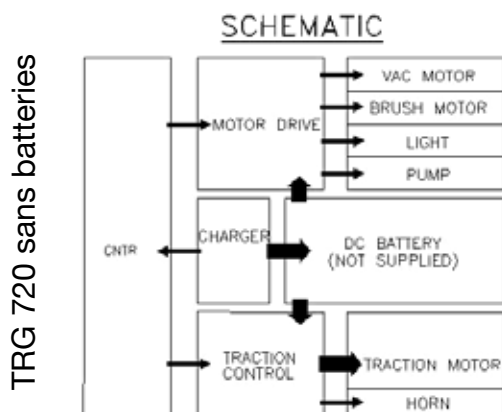 SCHEMATIC
TRG 720 sans batteries
CNTR
MOTOR DRIVE
VAC MOTOR
BRUSH MOTOR
LIGHT
PUMP
CHARGER
DC BATTERY
(NOT SUPPLIED)
TRACTION
CONTROL
TRACTION MOTOR
HORN